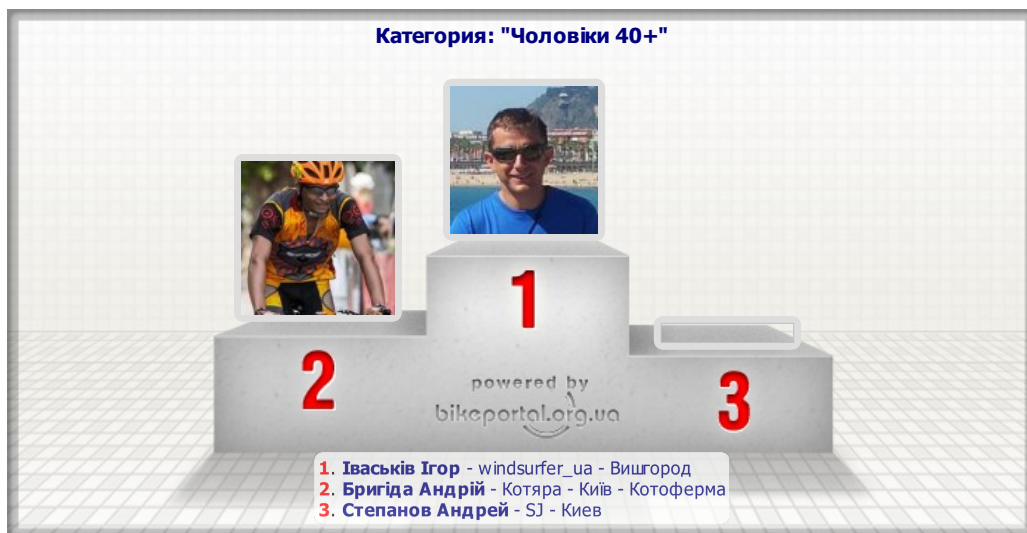 Категория: "Чоловіки 40+"
1
2
3
powered by
bikeportal.org.ua
1. Іваськів Ігор - windsurfer_ua - Вишгород
2. Бригіда Андрій - Котяра - Київ - Котоферма
3. Степанов Андрей - SJ - Киев